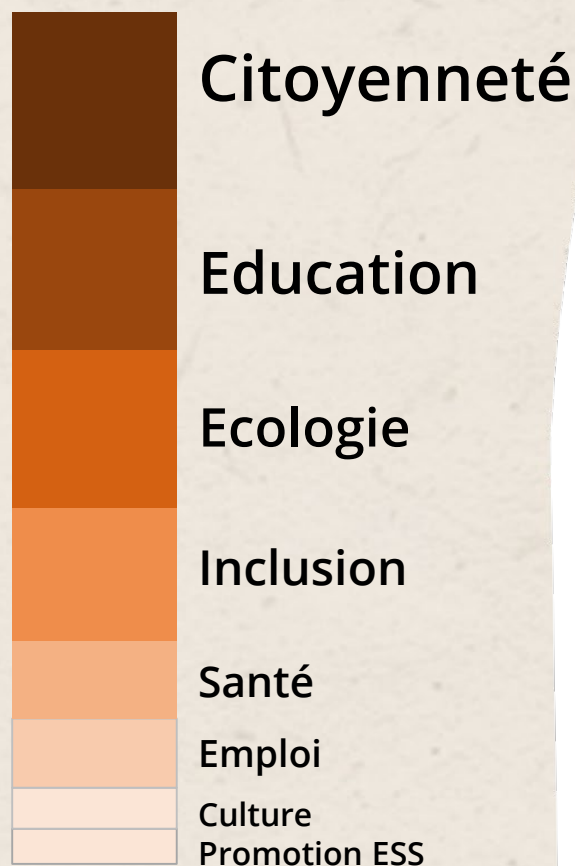 Citoyenneté
Education
Ecologie
Inclusion
Santé
Emploi
Culture
Promotion ESS